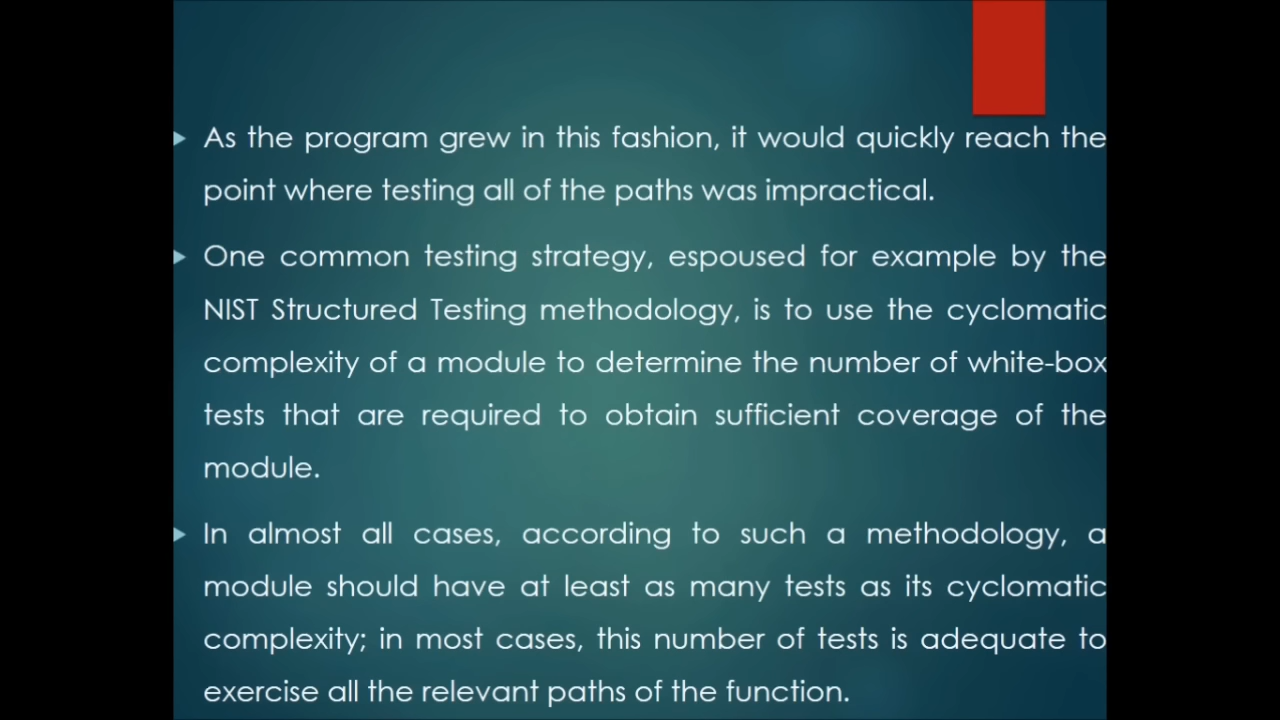 As the program grew in this fashion, it would quickly reach the
point where testing all of the paths was impractical.
One common testing strategy, espoused for example by the
NIST Structured Testing methodology, is to use the cyclomatic
complexity of a module to determine the number of white-box
tests that are required to obtain sufficient coverage of the
module.
In almost all cases, according to such a methodology, a
module should have at least as many tests as its cyclomatic
complexity; in most cases, this number of tests is adequate to
exercise all the relevant paths of the function.